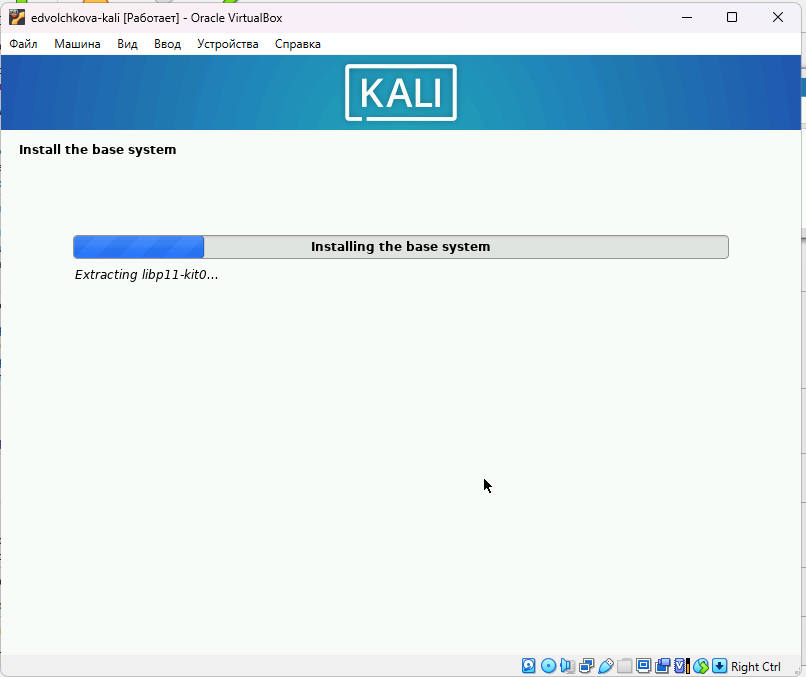 edvolchkova-kali [Работает] - Oracle VirtualBox
Файл Машина Вид Ввод Устройства Справка
KALI
Install the base system
Installing the base system
Extracting libp11-kit0...
Right Ctrl